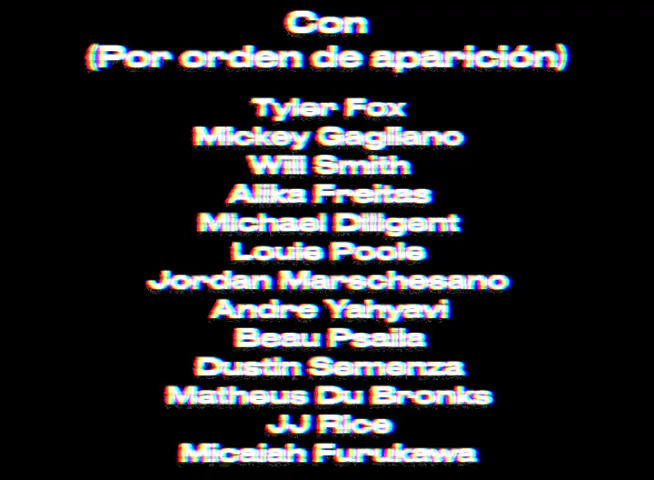 Con
(Por orden de aparición)
Tyler Fox
Mickey Gagliano
Will Smith
Alika Freitas
Michael Dilligent
Louie Poole
Jordan Marschesano
Andre Yahyavi
Beau Psaila
Dustin Semenza
Matheus Du Bronks
JJ Rice
Micaiah Furukawa